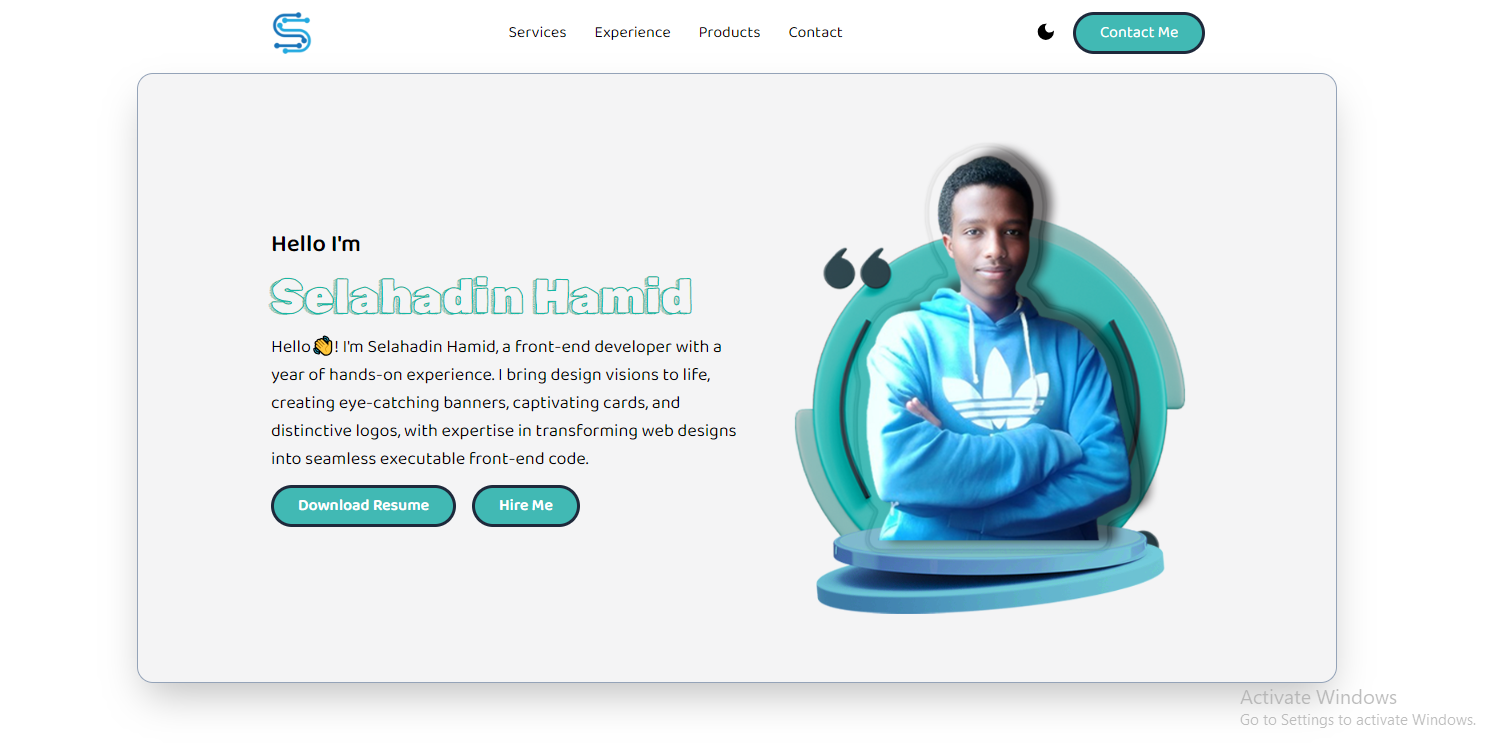 Services Experience Products Contact Contact Me
Hello I'm
Selahadin Hamid
Hello👋! I'm Selahadin Hamid, a front-end developer with a
year of hands-on experience. I bring design visions to life,
creating eye-catching banners, captivating cards, and
distinctive logos, with expertise in transforming web designs
into seamless executable front-end code.
Download Resume Hire Me
Activate Windows
Go to Settings to activate Windows.